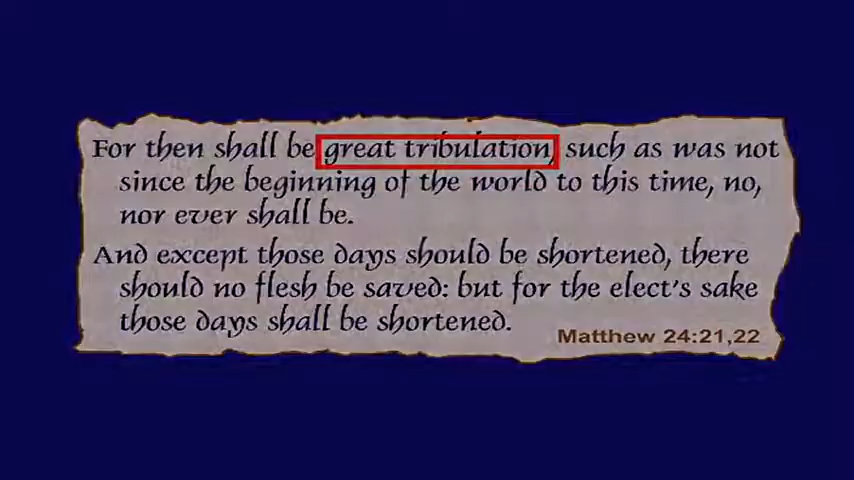 For then shall be great tribulation, such as was not
since the beginning of the world to this time, no,
nor ever shall be.
And except those days should be shortened, there
should no flesh be saved: but for the elect's sake
those days shall be shortened.
Matthew 24:21,22